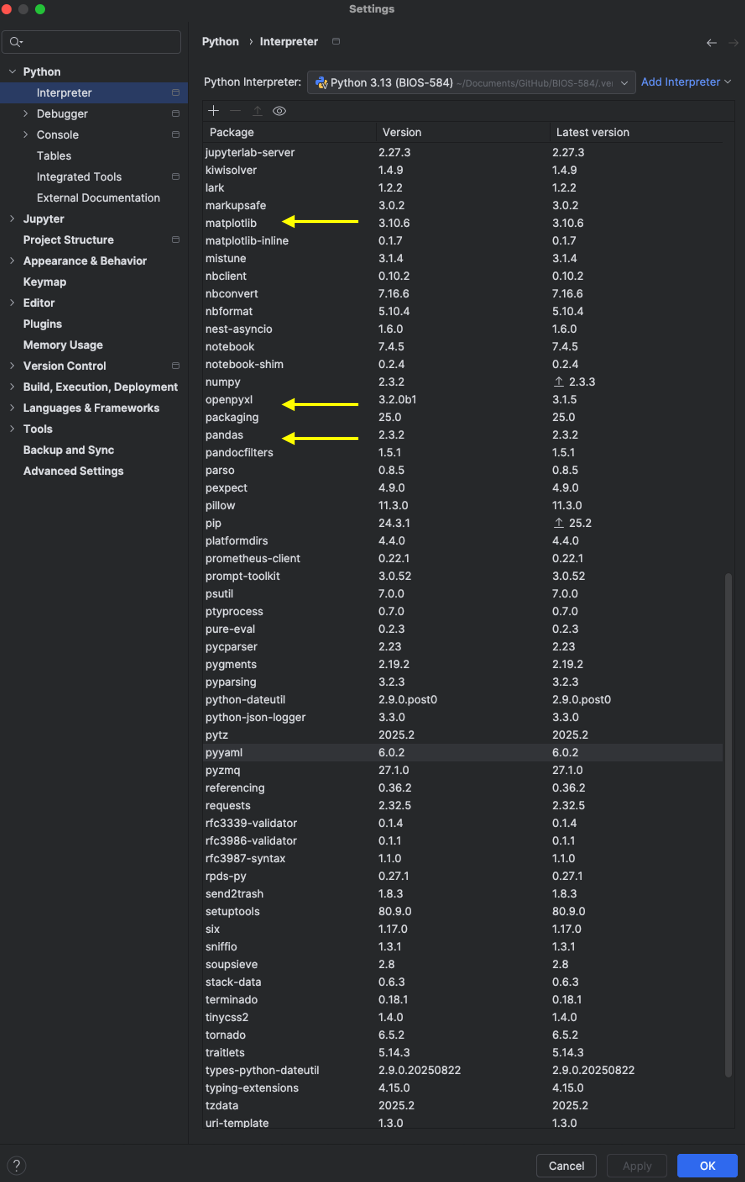 Settings
Python › Interpreter
Python
Interpreter
Debugger
Console
Tables
Integrated Tools
External Documentation
Jupyter
Project Structure
Appearance & Behavior
Keymap
Editor
Plugins
Memory Usage
Version Control
Build, Execution, Deployment
Languages & Frameworks
Tools
Backup and Sync
Advanced Settings
Python Interpreter: Python 3.13 (BIOS-584) ~/Documents/GitHub/BIOS-584/.ve Add Interpreter
Package Version Latest version
jupyterlab-server 2.27.3 2.27.3
kiwisolver 1.4.9 1.4.9
lark 1.2.2 1.2.2
markupsafe 3.0.2 3.0.2
matplotlib 3.10.6 3.10.6
matplotlib-inline 0.1.7 0.1.7
mistune 3.1.4 3.1.4
nbclient 0.10.2 0.10.2
nbconvert 7.16.6 7.16.6
nbformat 5.10.4 5.10.4
nest-asyncio 1.6.0 1.6.0
notebook 7.4.5 7.4.5
notebook-shim 0.2.4 0.2.4
numpy 2.3.2 2.3.3
openpyxl 3.2.0b1 3.1.5
packaging 25.0 25.0
pandas 2.3.2 2.3.2
pandocfilters 1.5.1 1.5.1
parso 0.8.5 0.8.5
pexpect 4.9.0 4.9.0
pillow 11.3.0 11.3.0
pip 24.3.1 25.2
platformdirs 4.4.0 4.4.0
prometheus-client 0.22.1 0.22.1
prompt-toolkit 3.0.52 3.0.52
psutil 7.0.0 7.0.0
ptyprocess 0.7.0 0.7.0
pure-eval 0.2.3 0.2.3
pycparser 2.23 2.23
pygments 2.19.2 2.19.2
pyparsing 3.2.3 3.2.3
python-dateutil 2.9.0.post0 2.9.0.post0
python-json-logger 3.3.0 3.3.0
pytz 2025.2 2025.2
pyyaml 6.0.2 6.0.2
pyzmq 27.1.0 27.1.0
referencing 0.36.2 0.36.2
requests 2.32.5 2.32.5
rfc3339-validator 0.1.4 0.1.4
rfc3986-validator 0.1.1 0.1.1
rfc3987-syntax 1.1.0 1.1.0
rpds-py 0.27.1 0.27.1
send2trash 1.8.3 1.8.3
setuptools 80.9.0 80.9.0
six 1.17.0 1.17.0
sniffio 1.3.1 1.3.1
soupsieve 2.8 2.8
stack-data 0.6.3 0.6.3
terminado 0.18.1 0.18.1
tinycss2 1.4.0 1.4.0
tornado 6.5.2 6.5.2
traitlets 5.14.3 5.14.3
types-python-dateutil 2.9.0.20250822 2.9.0.20250822
typing-extensions 4.15.0 4.15.0
tzdata 2025.2 2025.2
uri-template 1.3.0 1.3.0
? Cancel Apply OK